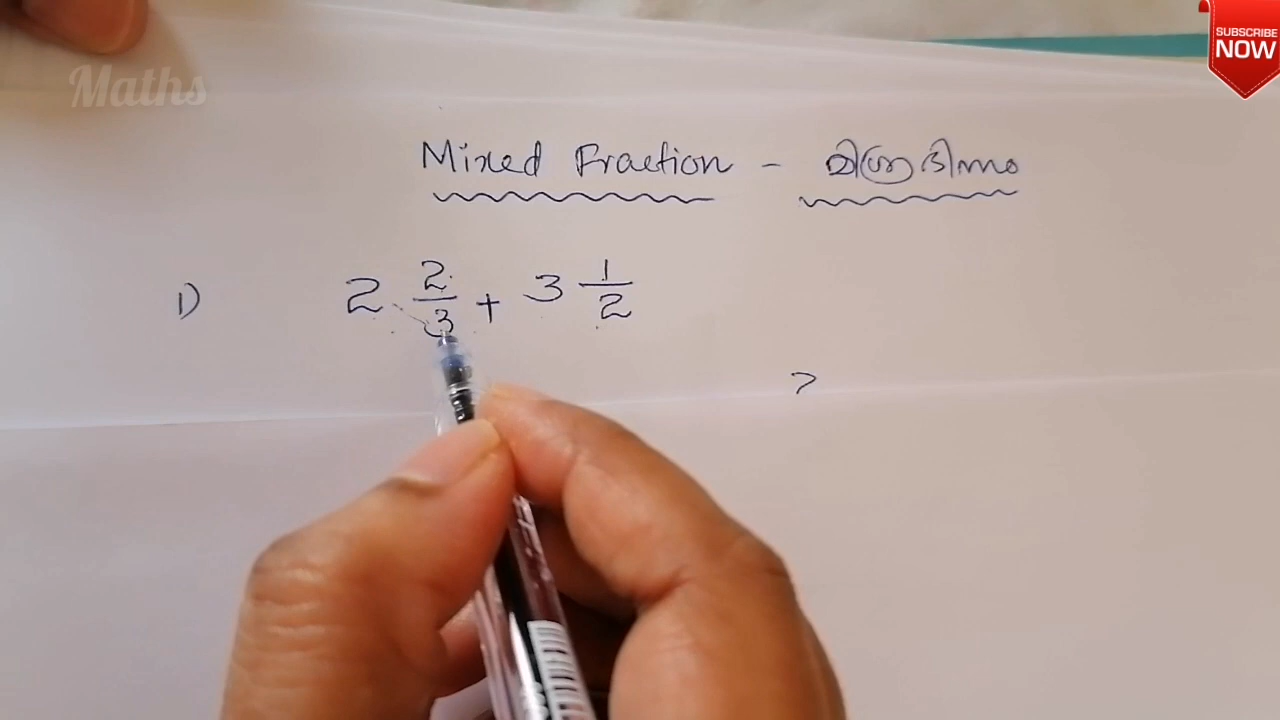 SUBSCRIBE
NOW
Maths
Mixed Fraction - മിശ്രഭിന്നം
1) 2 2/3 + 3 1/2
>